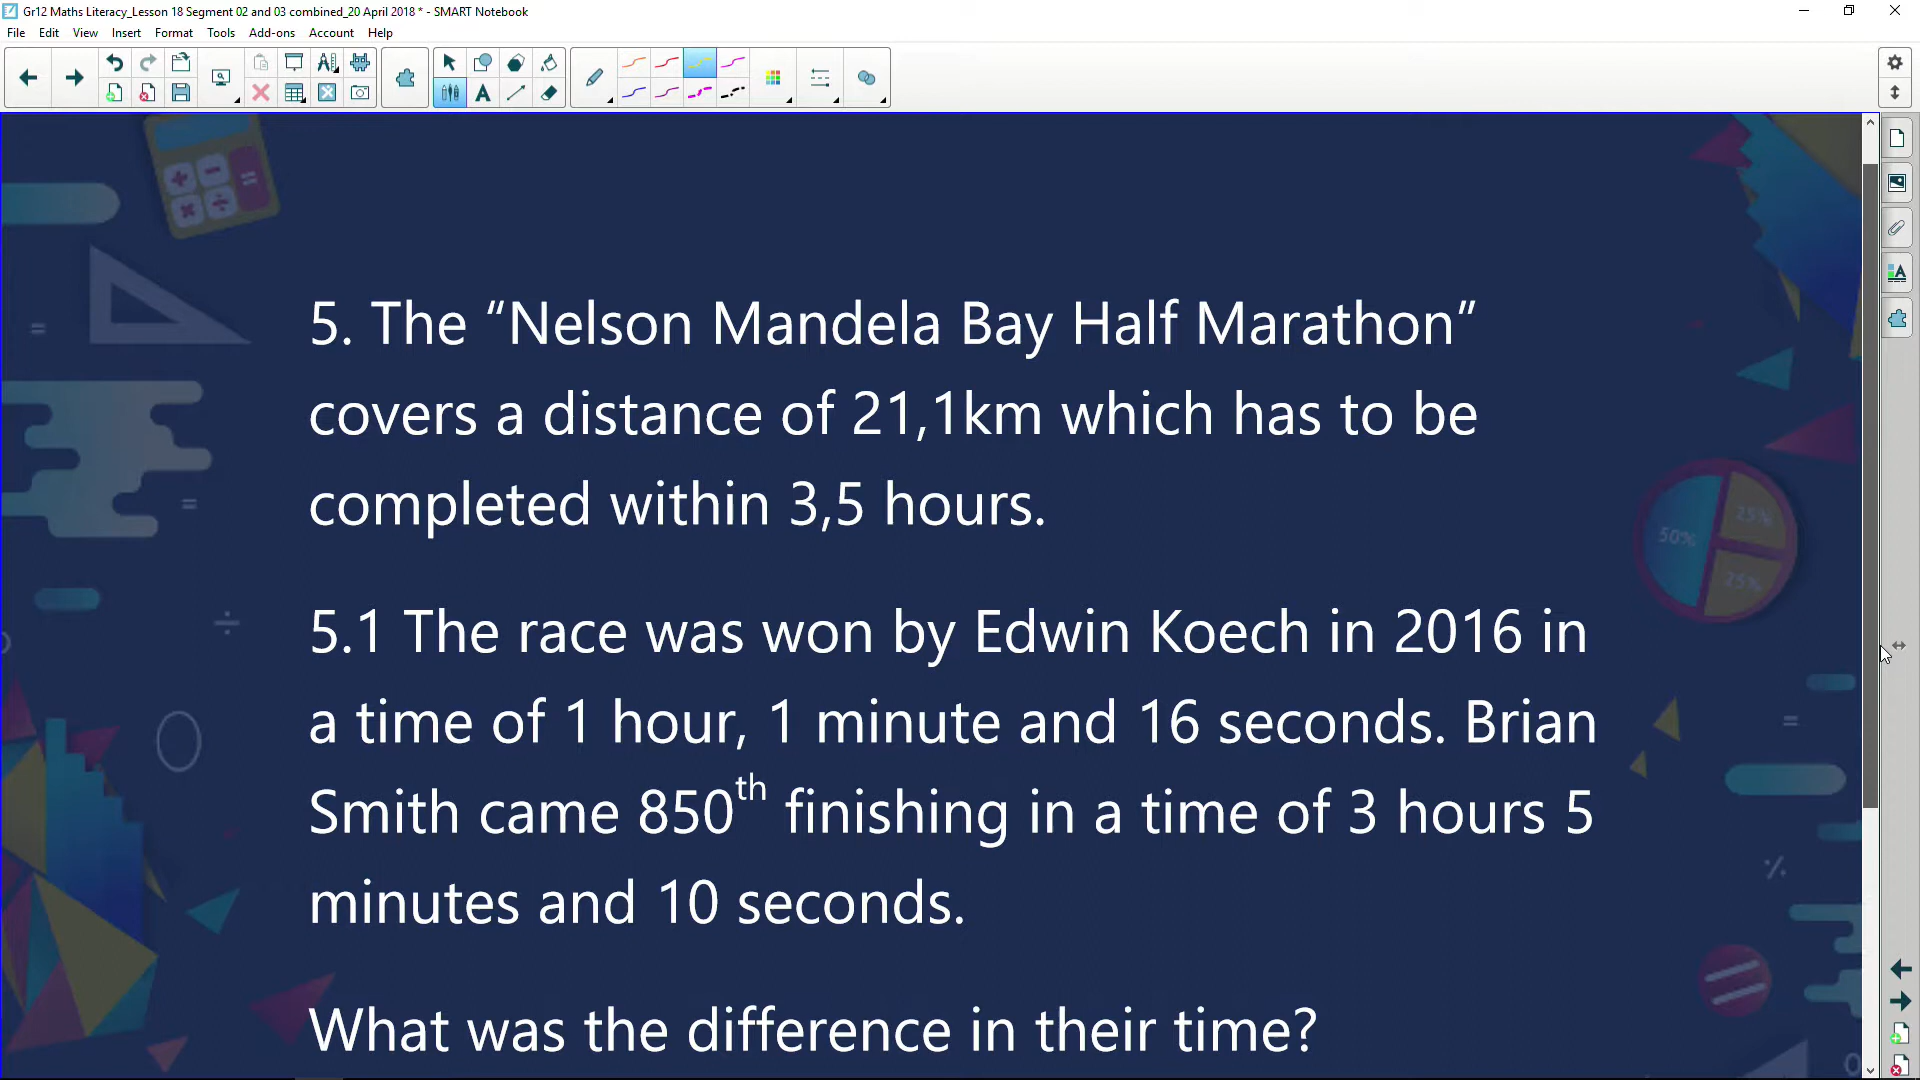 Gr12 Maths Literacy_Lesson 18 Segment 02 and 03 combined_20 April 2018 * - SMART Notebook
File Edit View Insert Format Tools Add-ons Account Help
5. The “Nelson Mandela Bay Half Marathon”
covers a distance of 21,1km which has to be
completed within 3,5 hours.
50%
25%
25%
5.1 The race was won by Edwin Koech in 2016 in
a time of 1 hour, 1 minute and 16 seconds. Brian
Smith came 850th finishing in a time of 3 hours 5
minutes and 10 seconds.
What was the difference in their time?